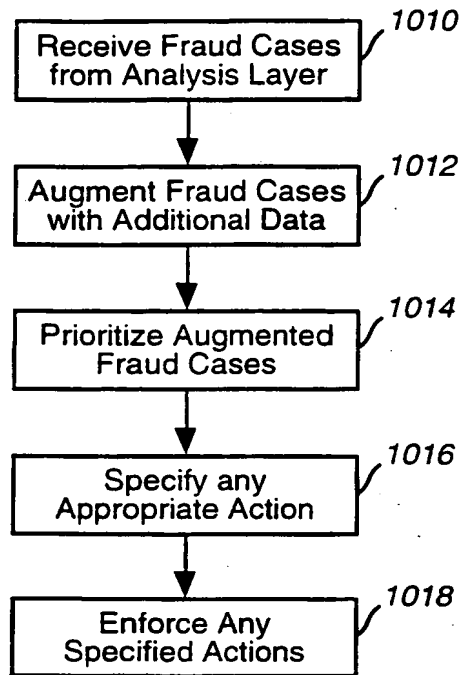 1010
Receive Fraud Cases
from Analysis Layer
1012
Augment Fraud Cases
with Additional Data
1014
Prioritize Augmented
Fraud Cases
1016
Specify any
Appropriate Action
1018
Enforce Any
Specified Actions